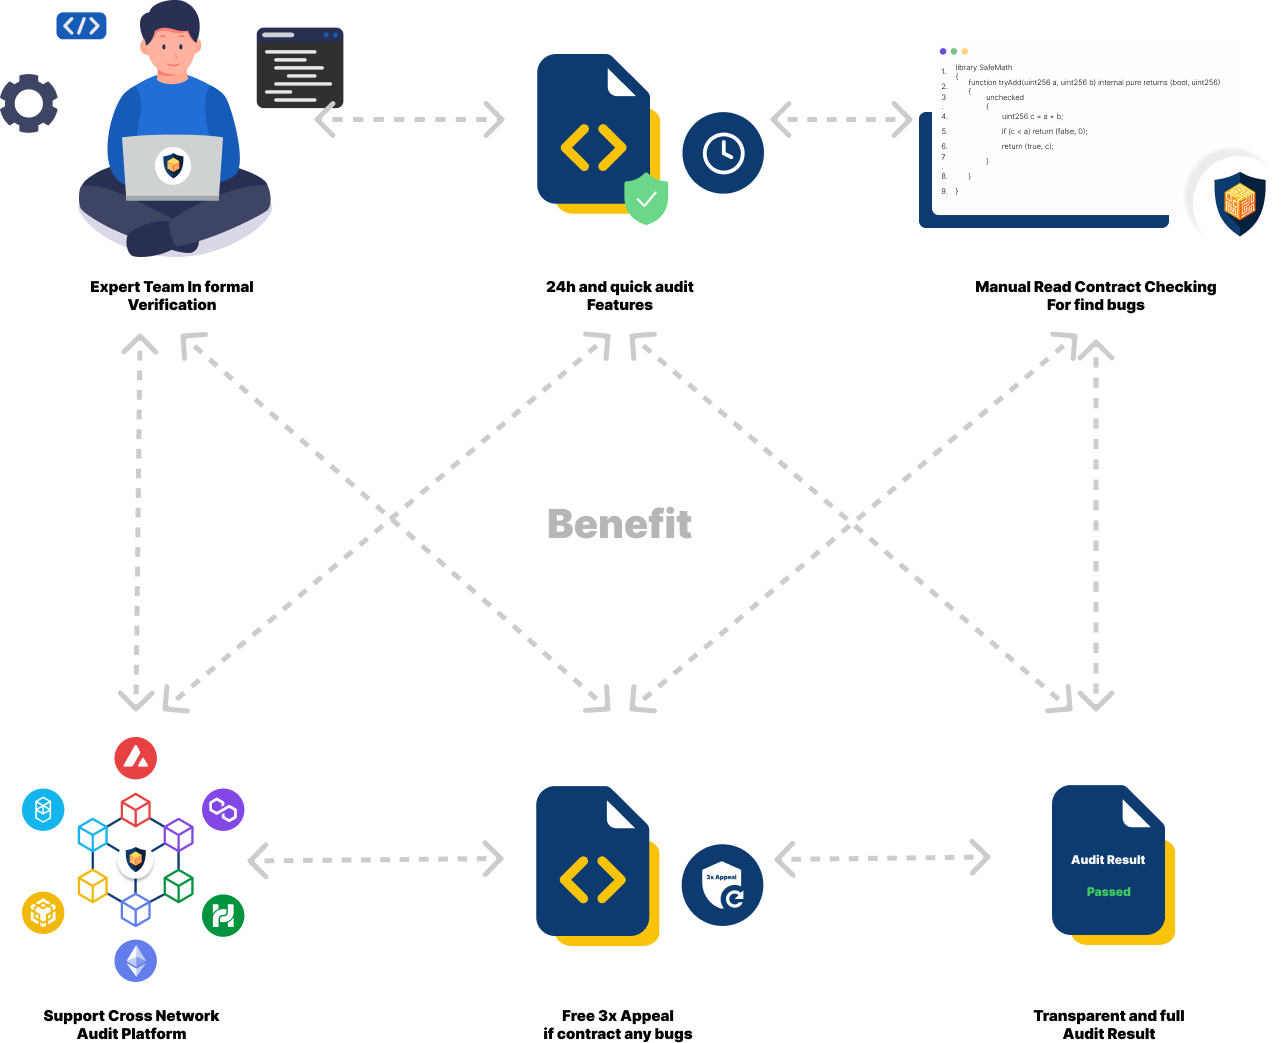 </>
1. library SafeMath
{
2. function tryAdd(uint256 a, uint256 b) internal pure returns (bool, uint256)
{
3 unchecked
. {
4. uint256 c = a + b;
5. if (c < a) return (false, 0);
6. return (true, c);
7 }
.
8. }
9. }
Expert Team In formal
Verification
24h and quick audit
Features
Manual Read Contract Checking
For find bugs
Benefit
3x Appeal
Audit Result
Passed
Support Cross Network
Audit Platform
Free 3x Appeal
if contract any bugs
Transparent and full
Audit Result